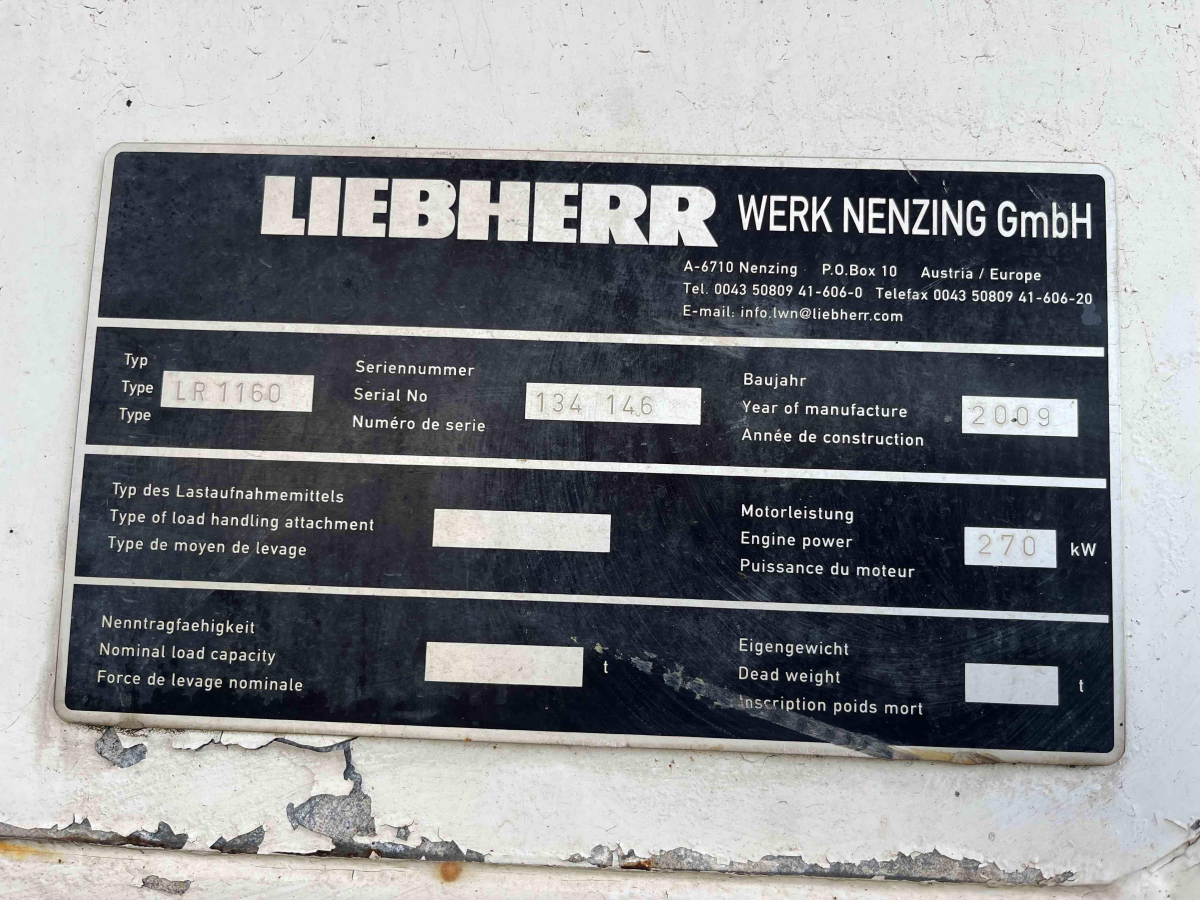 LIEBHERR WERK NENZING GmbH
A-6710 Nenzing P.O.Box 10 Austria / Europe
Tel. 0043 50809 41-606-0 Telefax 0043 50809 41-606-20
E-mail: info.lwn@liebherr.com
Typ
Type LR 1160
Type
Seriennummer
Serial No 134 146
Numéro de serie
Baujahr
Year of manufacture 2009
Année de construction
Typ des Lastaufnahmemittels
Type of load handling attachment
Type de moyen de levage
Motorleistung
Engine power 270 kW
Puissance du moteur
Nenntragfaehigkeit
Nominal load capacity t
Force de levage nominale
Eigengewicht
Dead weight t
Inscription poids mort